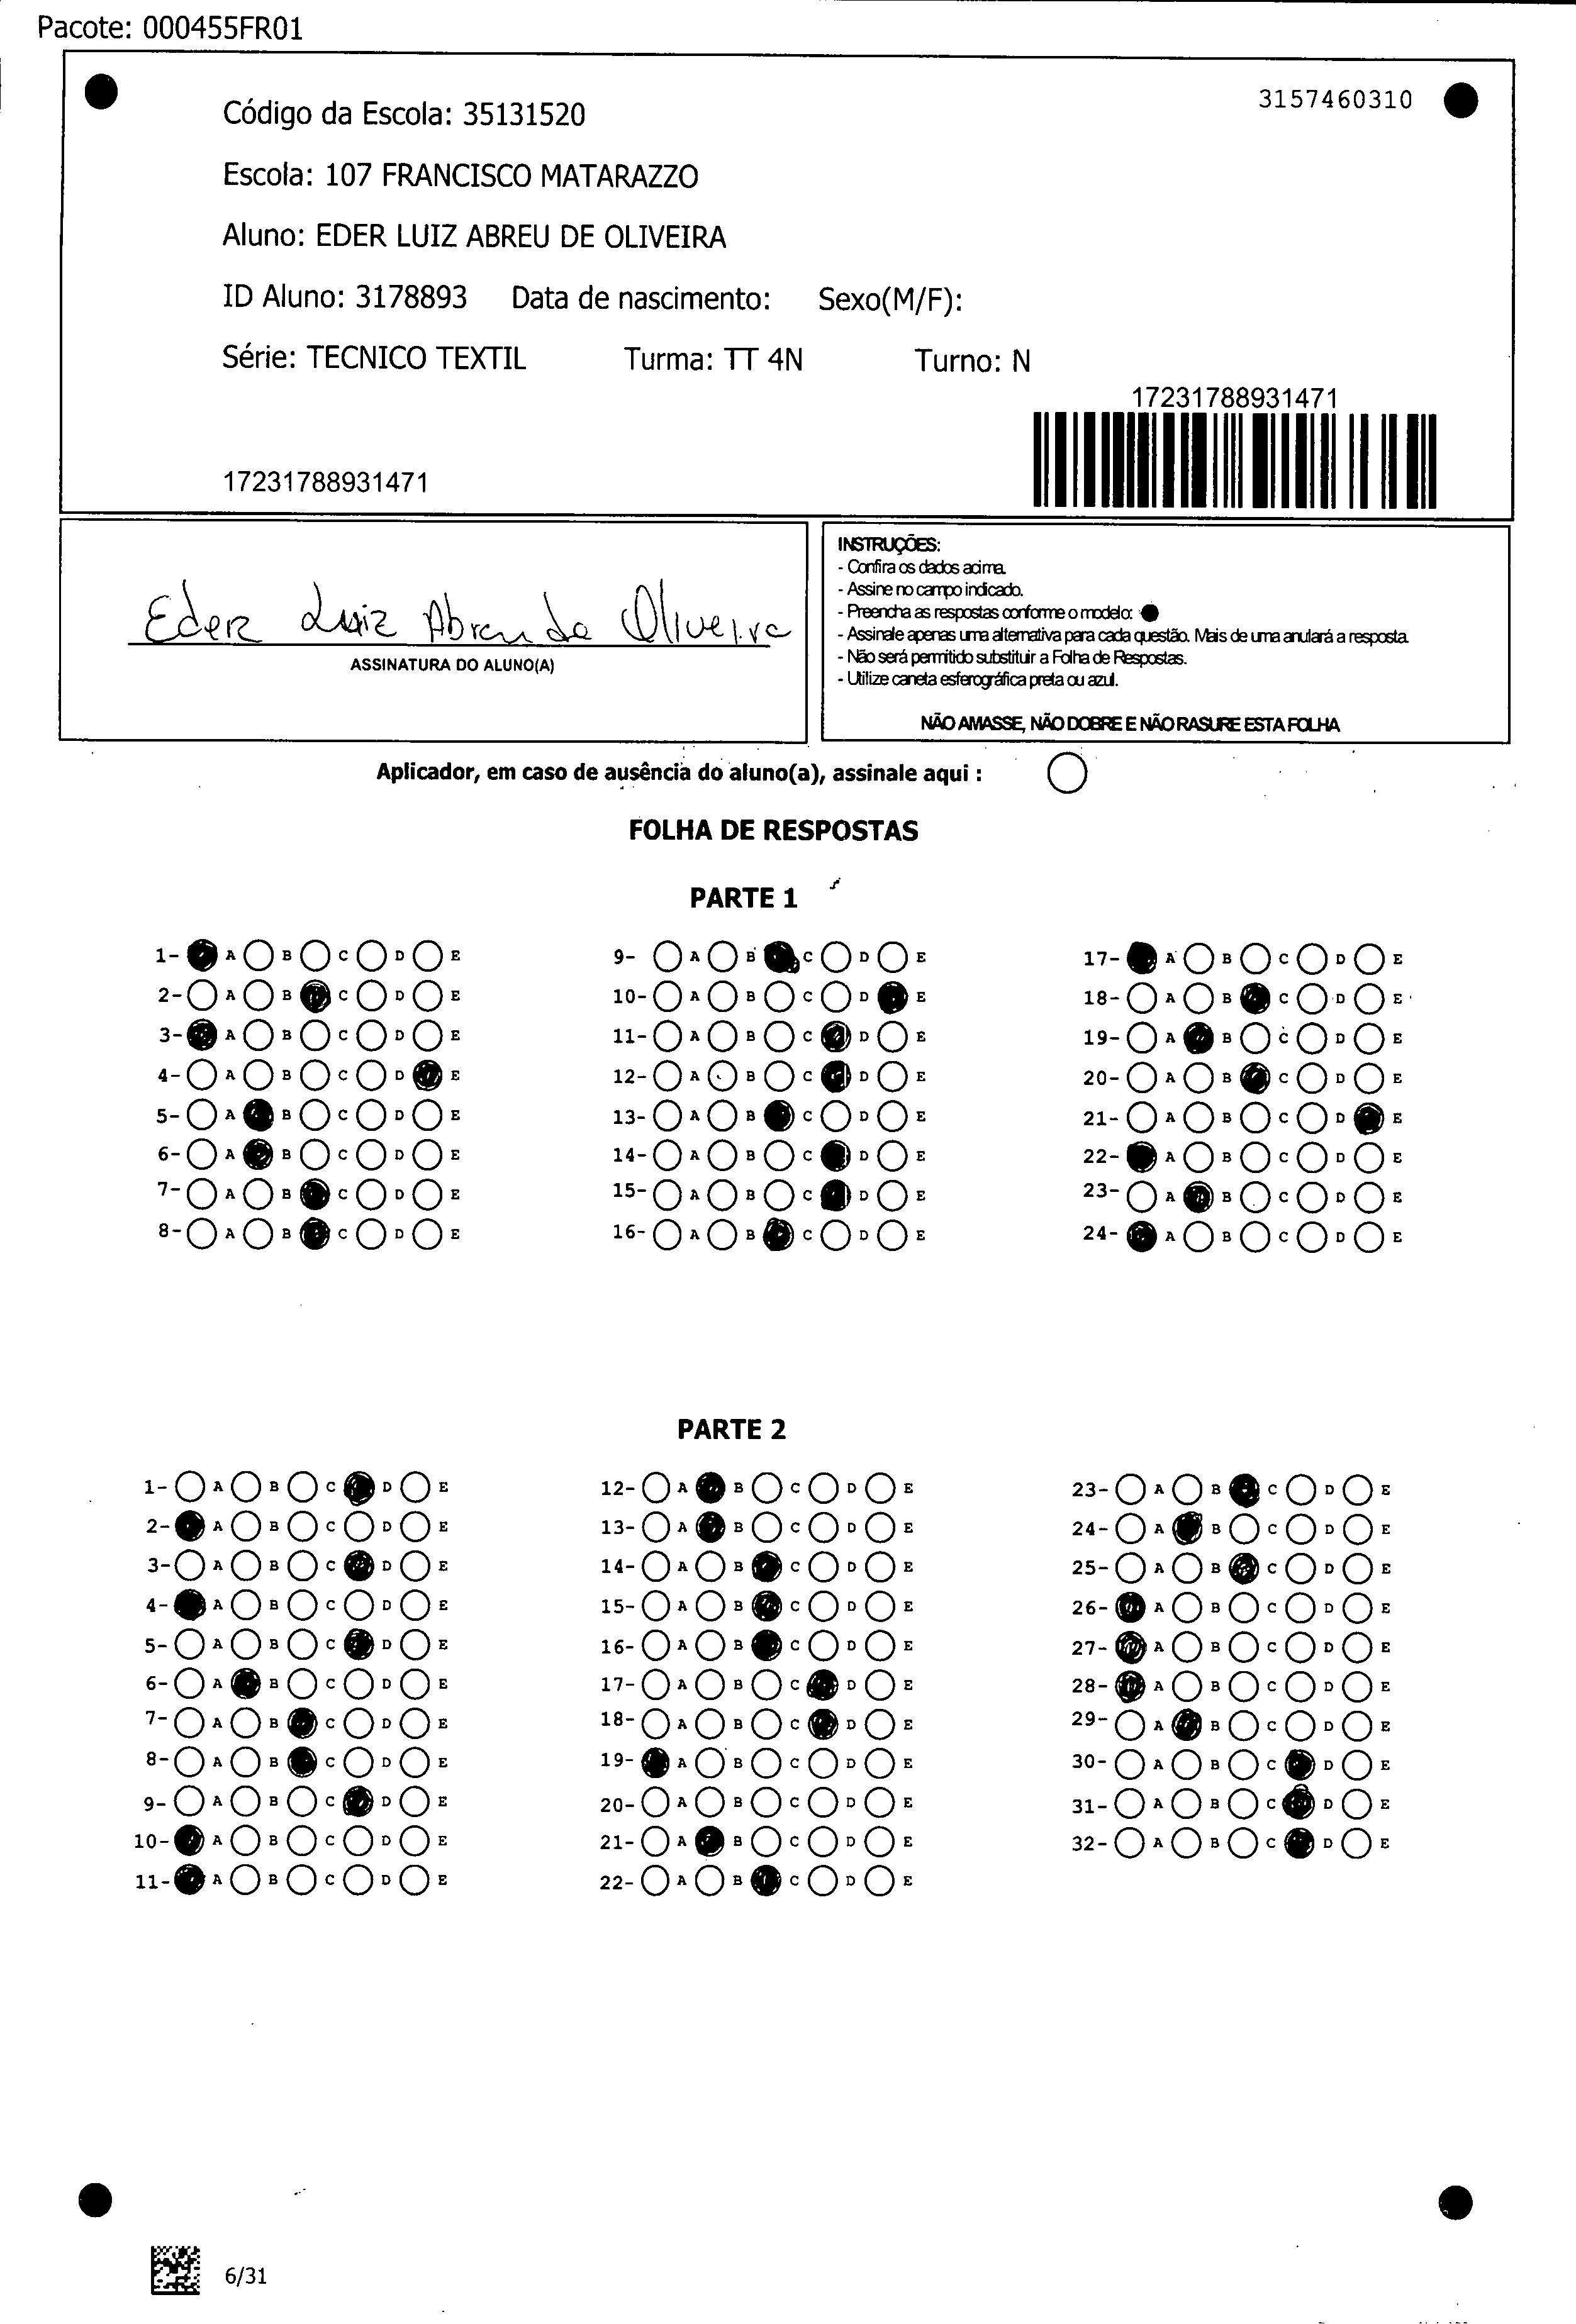 Pacote: 000455FR01
3157460310
Código da Escola: 35131520
Escola: 107 FRANCISCO MATARAZZO
Aluno: EDER LUIZ ABREU DE OLIVEIRA
ID Aluno: 3178893 Data de nascimento: Sexo(M/F):
Série: TECNICO TEXTIL Turma: TT 4N Turno: N
17231788931471
17231788931471
Eder Luiz Abreu de Oliveira
ASSINATURA DO ALUNO(A)
INSTRUÇÕES:
- Confira os dados acima.
- Assine no campo indicado.
- Preencha as respostas conforme o modelo:
- Assinale apenas uma alternativa para cada questão. Mais de uma anulará a resposta.
- Não será permitido substituir a Folha de Respostas.
- Utilize caneta esferográfica preta ou azul.
NÃO AMASSE, NÃO DOBRE E NÃO RASURE ESTA FOLHA
Aplicador, em caso de ausência do aluno(a), assinale aqui :
FOLHA DE RESPOSTAS
PARTE 1
1- A B C D E 9- A B C D E 17- A B C D E
2- A B C D E 10- A B C D E 18- A B C D E
3- A B C D E 11- A B C D E 19- A B C D E
4- A B C D E 12- A B C D E 20- A B C D E
5- A B C D E 13- A B C D E 21- A B C D E
6- A B C D E 14- A B C D E 22- A B C D E
7- A B C D E 15- A B C D E 23- A B C D E
8- A B C D E 16- A B C D E 24- A B C D E
PARTE 2
1- A B C D E 12- A B C D E 23- A B C D E
2- A B C D E 13- A B C D E 24- A B C D E
3- A B C D E 14- A B C D E 25- A B C D E
4- A B C D E 15- A B C D E 26- A B C D E
5- A B C D E 16- A B C D E 27- A B C D E
6- A B C D E 17- A B C D E 28- A B C D E
7- A B C D E 18- A B C D E 29- A B C D E
8- A B C D E 19- A B C D E 30- A B C D E
9- A B C D E 20- A B C D E 31- A B C D E
10- A B C D E 21- A B C D E 32- A B C D E
11- A B C D E 22- A B C D E
6/31